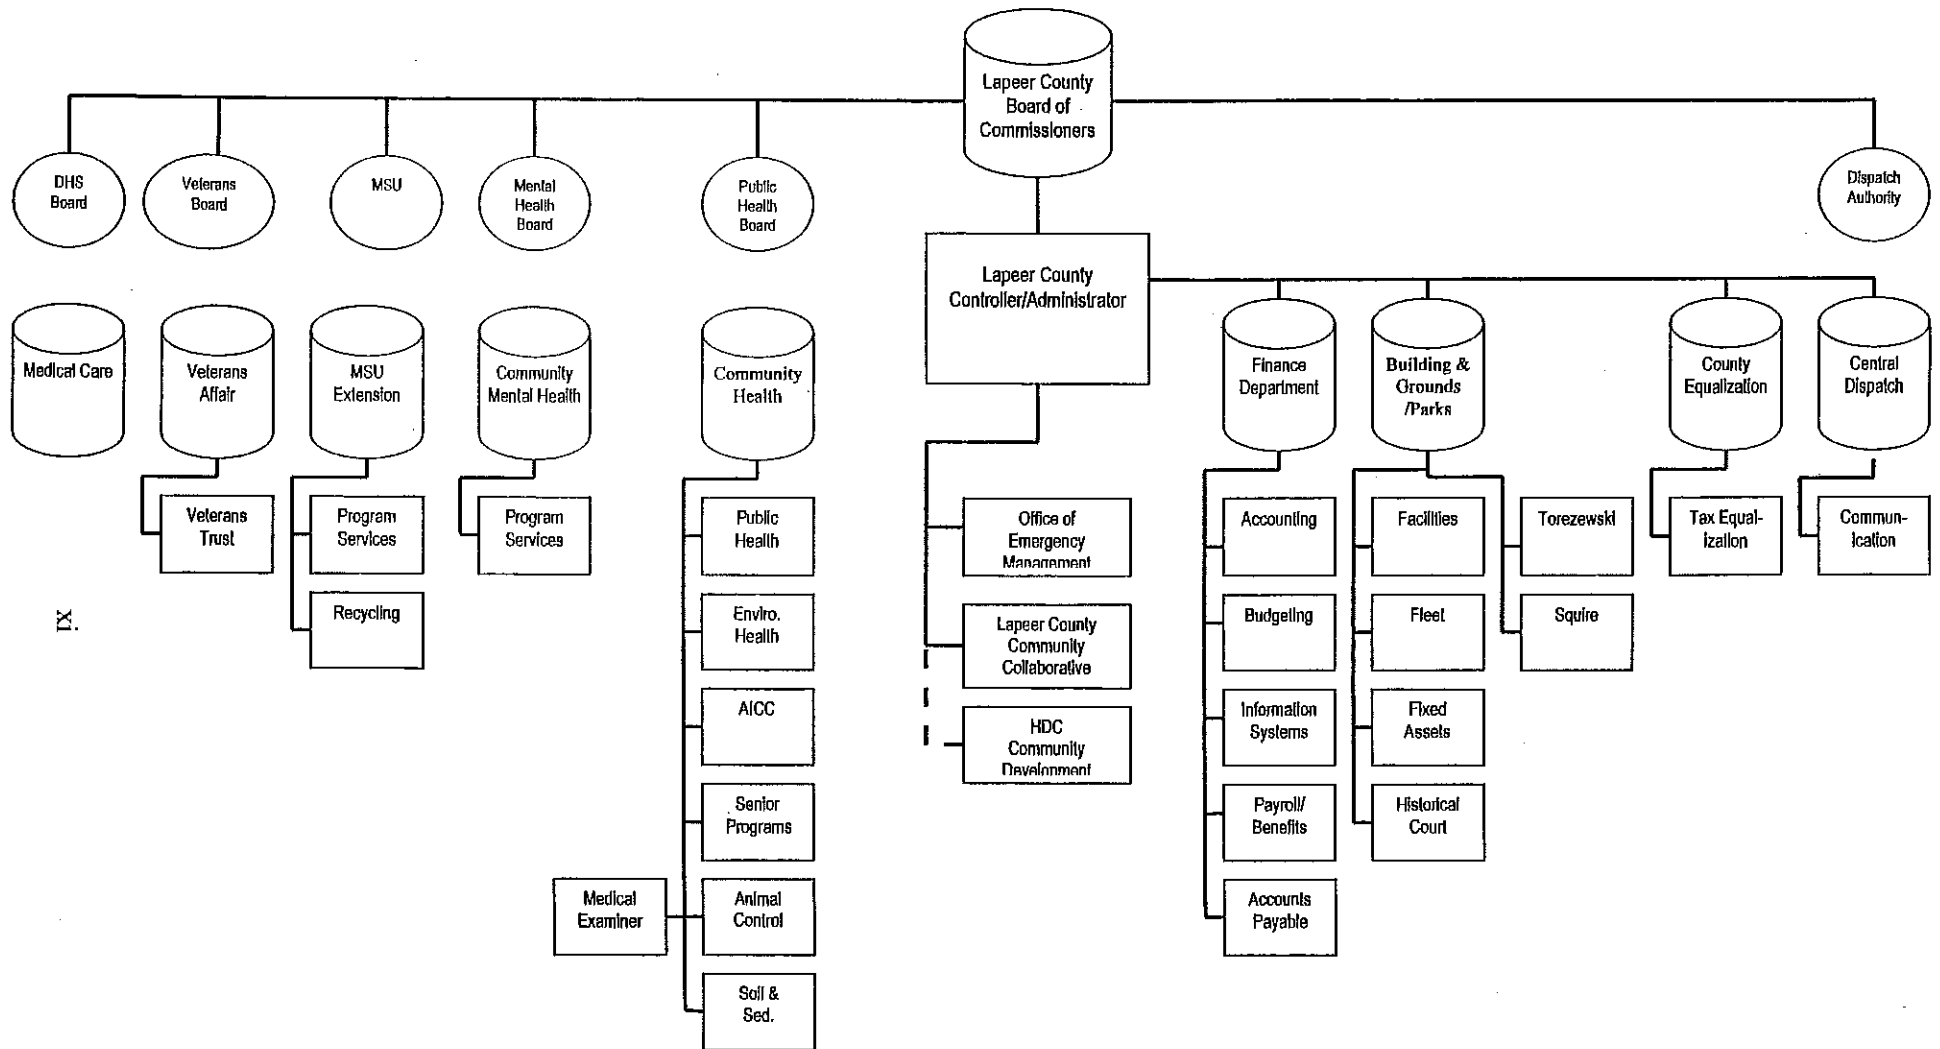 Lapeer County
Board of
Commissioners
DHS
Board
Veterans
Board
MSU
Mental
Health
Board
Public
Health
Board
Dispatch
Authority
Lapeer County
Controller/Administrator
Medical Care
Veterans
Affair
MSU
Extension
Community
Mental Health
Community
Health
Finance
Department
Building &
Grounds
/Parks
County
Equalization
Central
Dispatch
Veterans
Trust
Program
Services
Recycling
Program
Services
Public
Health
Enviro.
Health
AICC
Senior
Programs
Medical
Examiner
Animal
Control
Soil &
Sed.
Office of
Emergency
Management
Lapeer County
Community
Collaborative
HDC
Community
Development
Accounting
Budgeting
Information
Systems
Payroll/
Benefits
Accounts
Payable
Facilities
Fleet
Fixed
Assets
Historical
Court
Torezewski
Squire
Tax Equal-
ization
Commun-
ication
xi